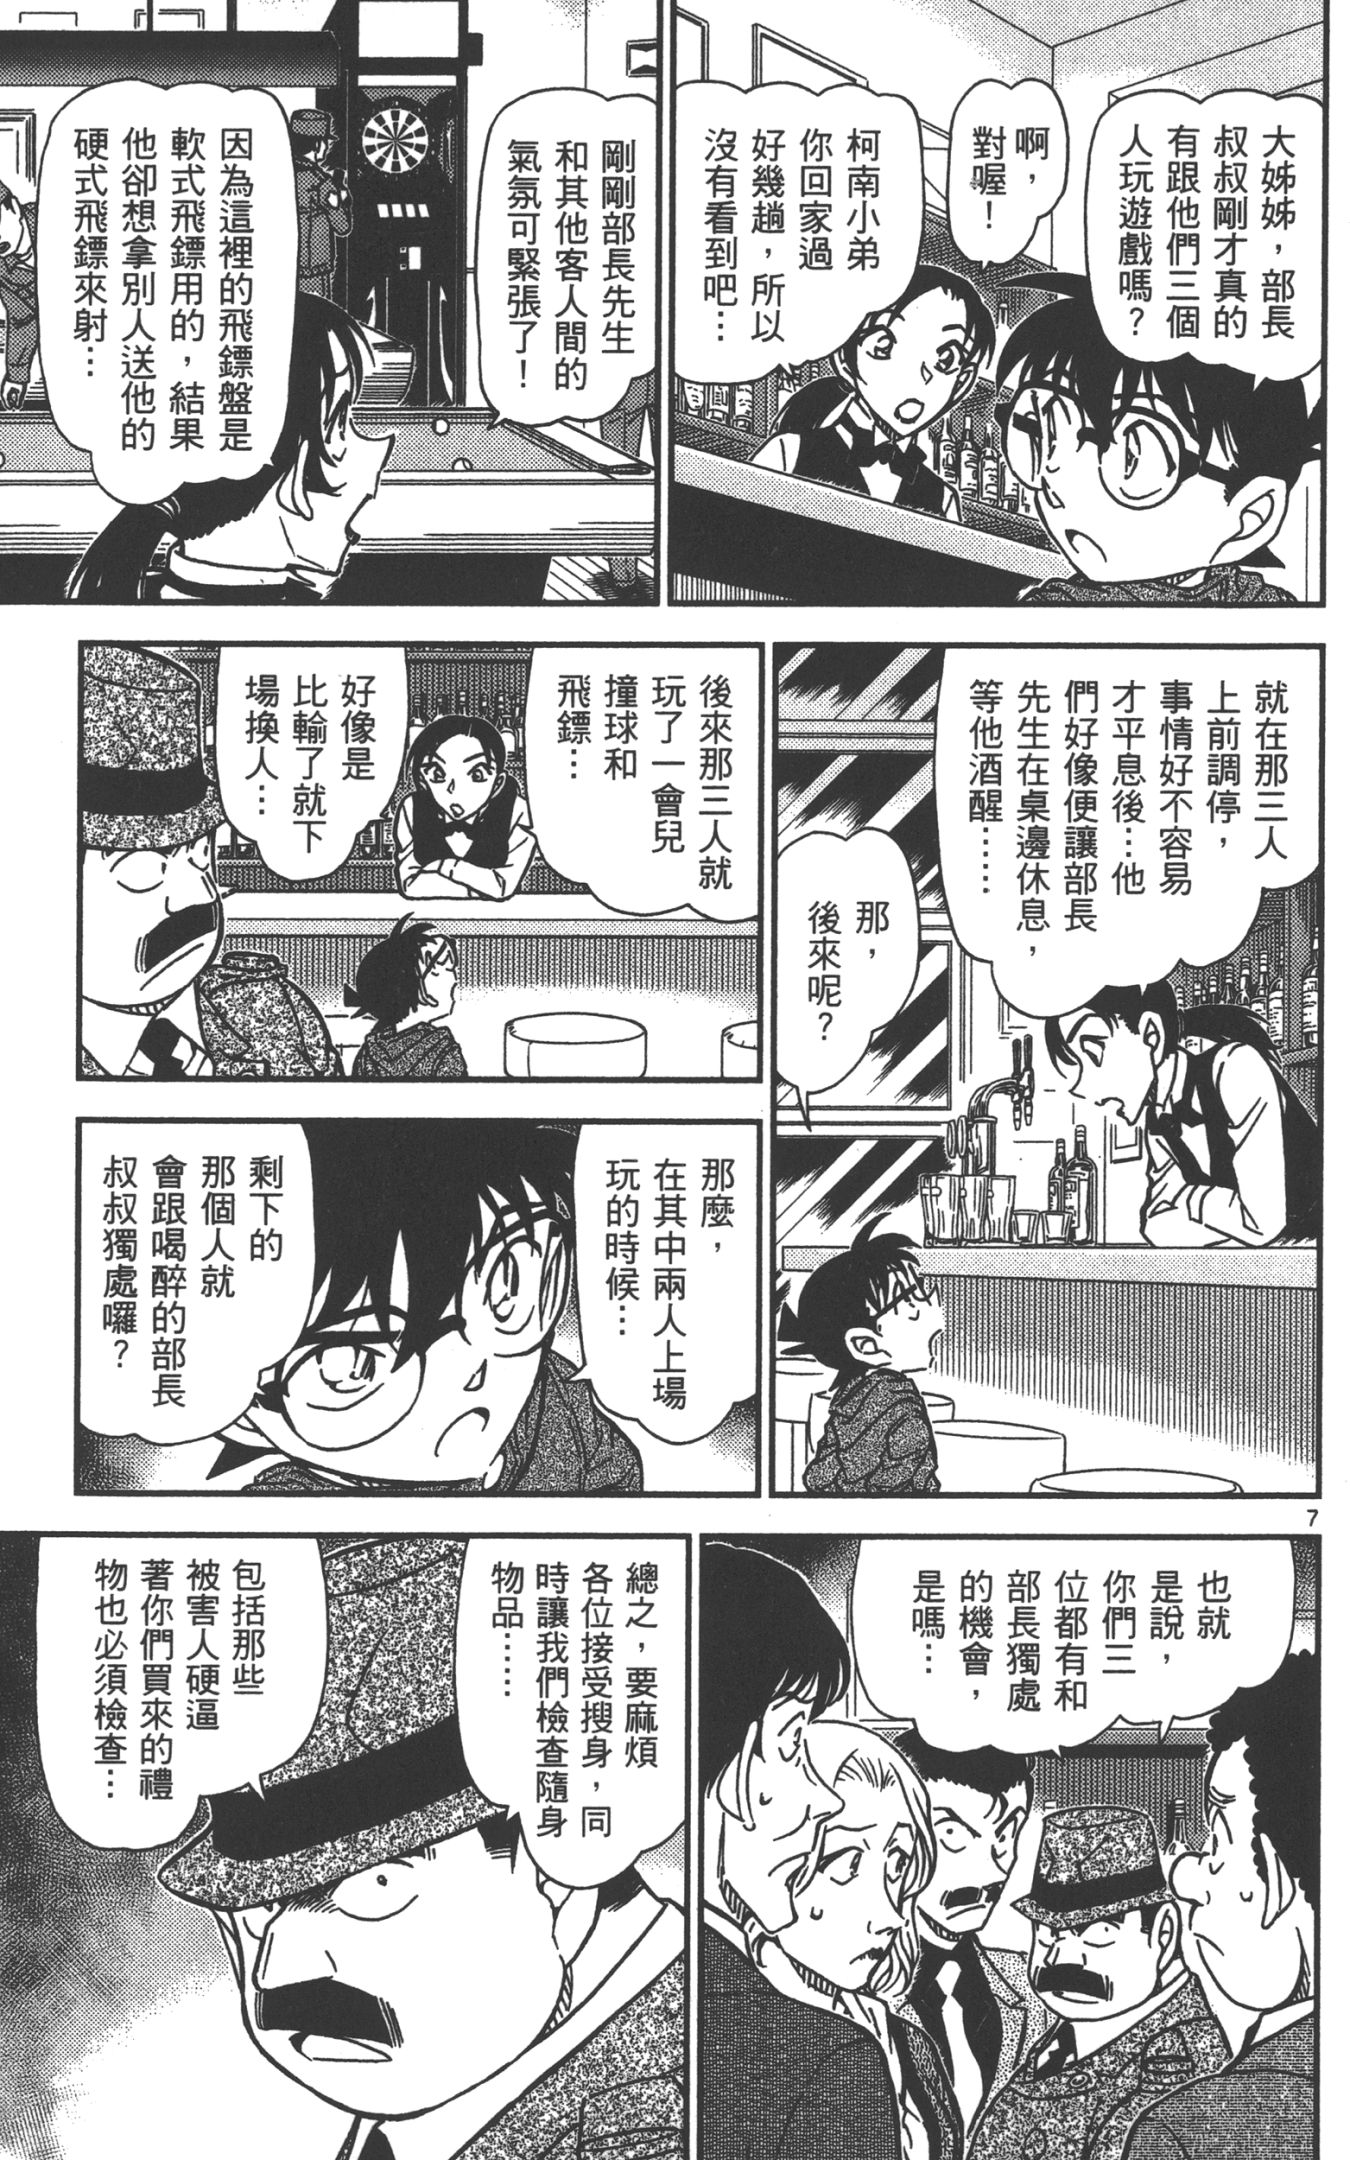 大姊姊，部長
叔叔剛才真的
有跟他們三個
人玩遊戲嗎？
啊，
對喔！
柯南小弟
你回家過
好幾趟，所以
沒有看到吧…
剛剛部長先生
和其他客人間的
氣氛可緊張了！
因為這裡的飛鏢盤是
軟式飛鏢用的，結果
他卻想拿別人送他的
硬式飛鏢來射…
就在那三人
上前調停，
事情好不容易
才平息後…他
們好像便讓部長
先生在桌邊休息，
等他酒醒……
那，
後來呢？
後來那三人就
玩了一會兒
撞球和
飛鏢…
好像是
比輸了就下
場換人…
那麼，
在其中兩人上場
玩的時候…
剩下的
那個人就
會跟喝醉的部長
叔叔獨處囉？
7
也就
是說，
你們三
位都有和
部長獨處
的機會，
是嗎…
總之，要麻煩
各位接受搜身，同
時讓我們檢查隨身
物品……
包括那些
被害人硬逼
著你們買來的禮
物也必須檢查…